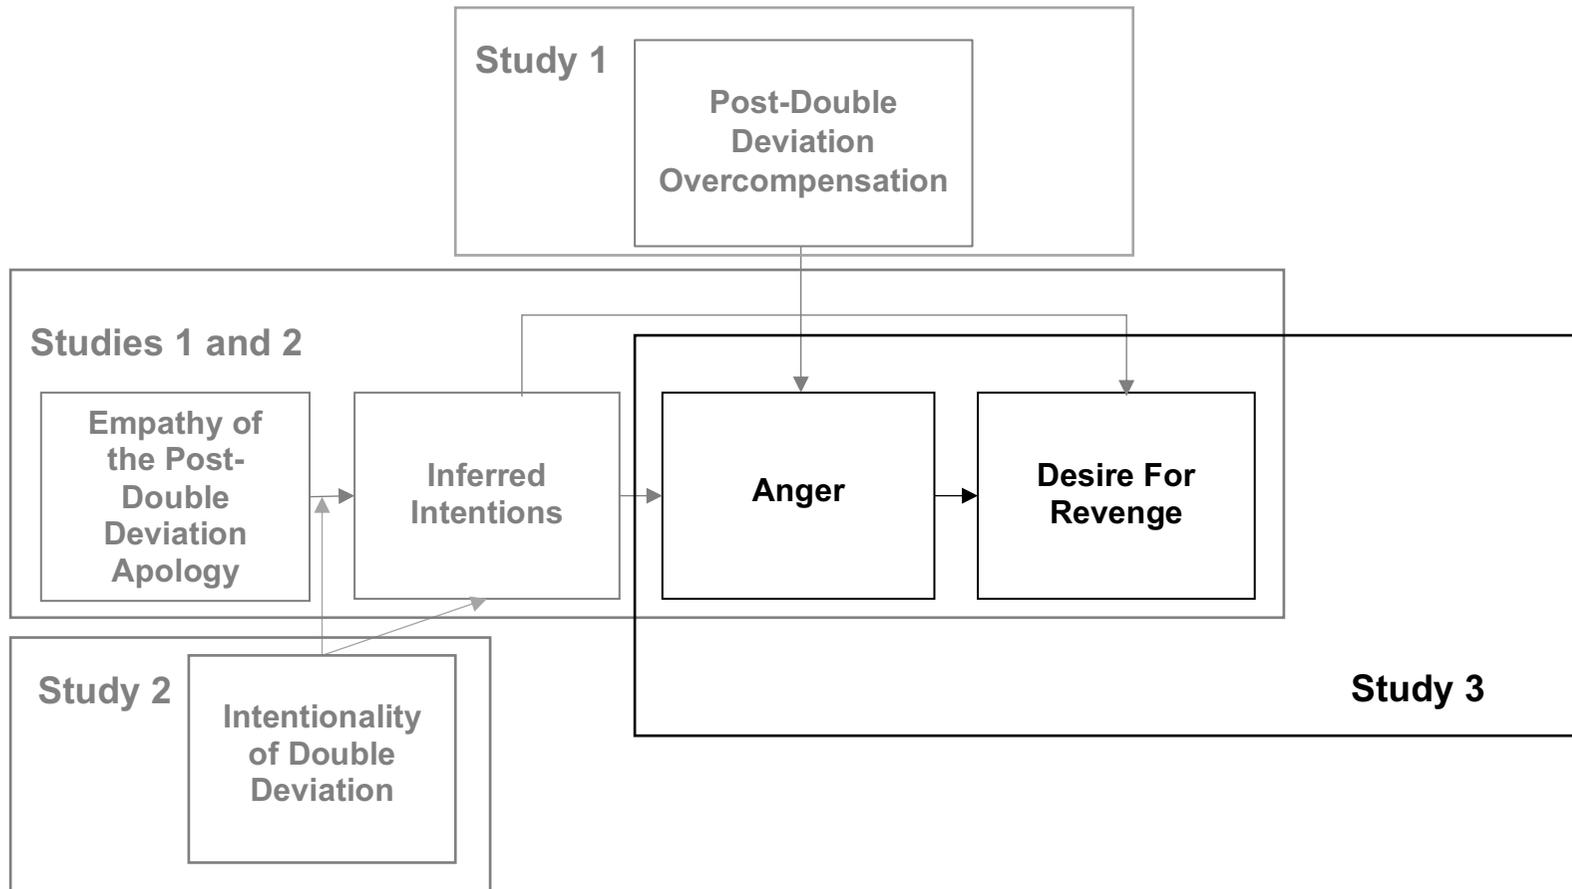 Study 1
Post-Double
Deviation
Overcompensation
Studies 1 and 2
Empathy of
the Post-
Double
Deviation
Apology
Inferred
Intentions
Anger
Desire For
Revenge
Study 2
Intentionality
of Double
Deviation
Study 3